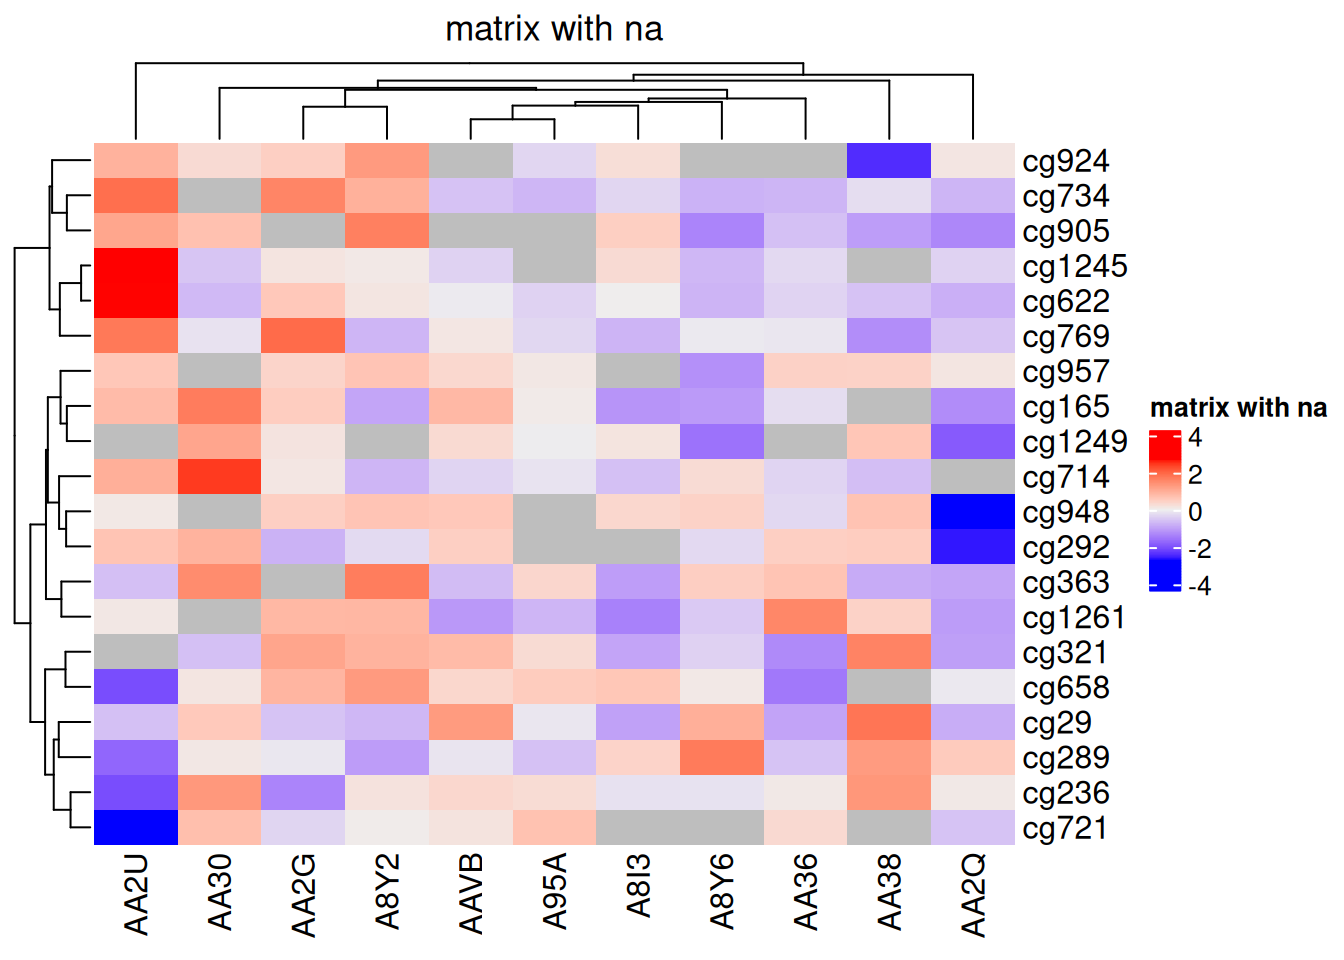 matrix with na
cg924
cg734
cg905
cg1245
cg622
cg769
cg957
cg165
cg1249
cg714
cg948
cg292
cg363
cg1261
cg321
cg658
cg29
cg289
cg236
cg721
matrix with na
4
2
0
-2
-4
AA2U
AA30
AA2G
A8Y2
AAVB
A95A
A8I3
A8Y6
AA36
AA38
AA2Q